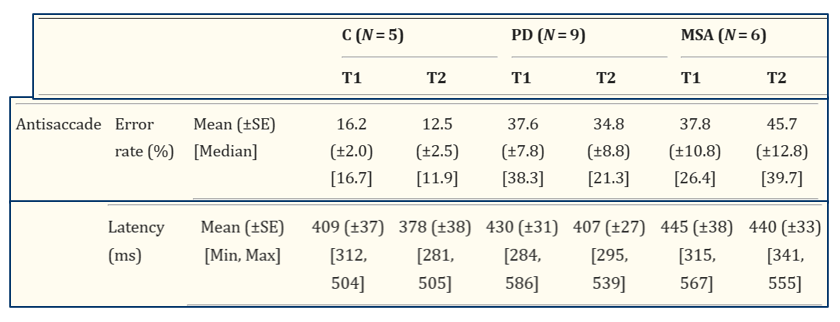 C (N = 5) PD (N = 9) MSA (N = 6)
T1 T2 T1 T2 T1 T2
Antisaccade Error Mean (±SE) 16.2 12.5 37.6 34.8 37.8 45.7
rate (%) [Median] (±2.0) (±2.5) (±7.8) (±8.8) (±10.8) (±12.8)
[16.7] [11.9] [38.3] [21.3] [26.4] [39.7]
Latency Mean (±SE) 409 (±37) 378 (±38) 430 (±31) 407 (±27) 445 (±38) 440 (±33)
(ms) [Min, Max] [312, [281, [284, [295, [315, [341,
504] 505] 586] 539] 567] 555]